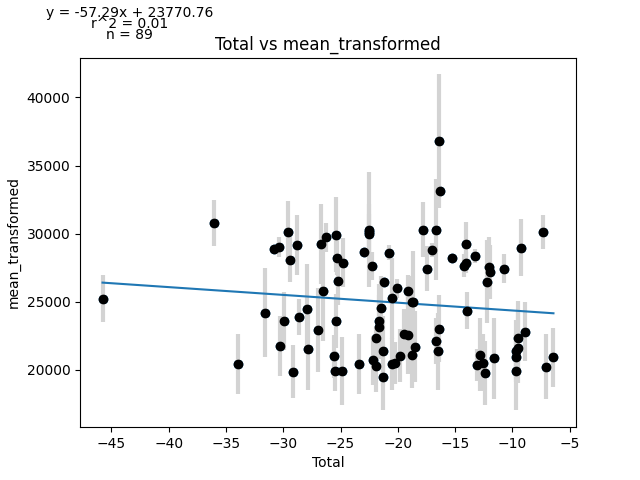 y = -57.29x + 23770.76
r^2 = 0.01
n = 89
Total vs mean_transformed
mean_transformed
40000
35000
30000
25000
20000
−45 −40 −35 −30 −25 −20 −15 −10 −5
Total